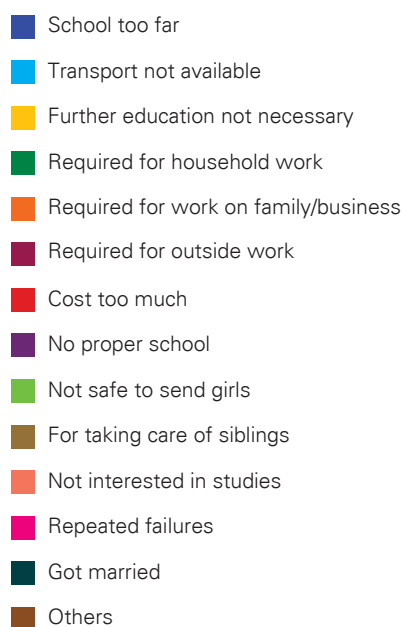 School too far
Transport not available
Further education not necessary
Required for household work
Required for work on family/business
Required for outside work
Cost too much
No proper school
Not safe to send girls
For taking care of siblings
Not interested in studies
Repeated failures
Got married
Others